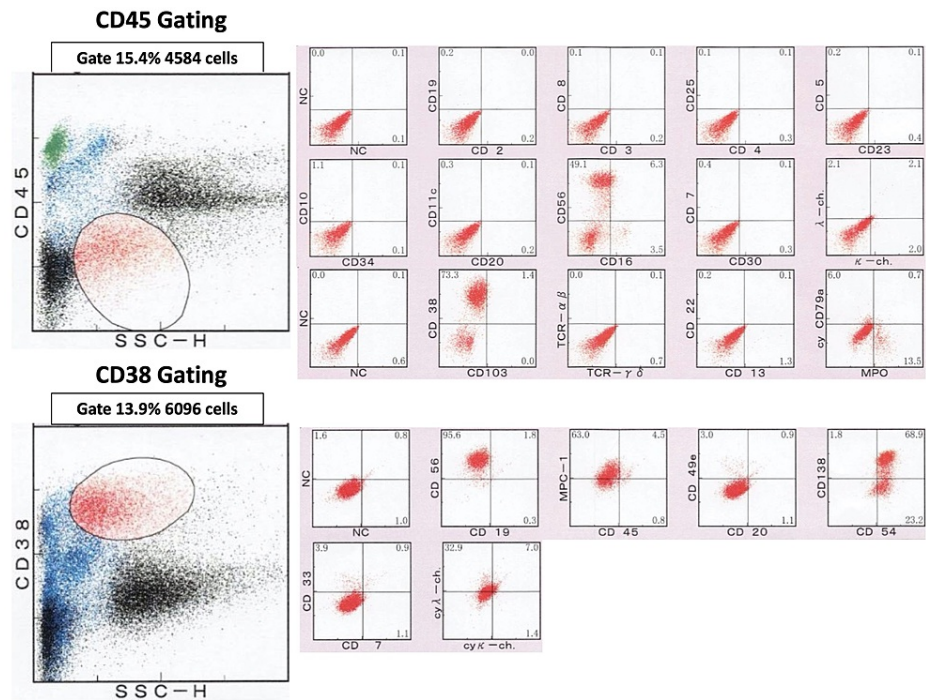 CD45 Gating
Gate 15.4% 4584 cells
CD45
SSC-H
0.0 0.1
NC
0.1
NC
0.2 0.0
CD19
0.2
CD 2
0.1 0.1
CD 8
0.2
CD 3
0.1 0.1
CD25
0.3
CD 4
0.2 0.1
CD 5
0.4
CD23
1.1 0.1
CD10
0.1
CD34
0.3 0.1
CD11c
0.2
CD20
49.1 6.3
CD56
3.5
CD16
0.4 0.1
CD 7
0.3
CD30
2.1 2.1
λ-ch.
2.0
κ-ch.
0.0 0.1
NC
0.6
NC
73.3 1.4
CD 38
0.0
CD103
0.0 0.1
TCR-αβ
0.7
TCR-γδ
0.2 0.1
CD 22
1.3
CD 13
6.0 0.7
cy CD79a
13.5
MPO
CD38 Gating
Gate 13.9% 6096 cells
CD38
SSC-H
1.6 0.8
NC
1.0
NC
95.6 1.8
CD 56
0.3
CD 19
63.0 4.5
MPC-1
0.8
CD 45
3.0 0.9
CD 49e
1.1
CD 20
1.8 68.9
CD138
23.2
CD 54
3.9 0.9
CD 33
1.1
CD 7
32.9 7.0
cyλ-ch.
1.4
cyκ-ch.